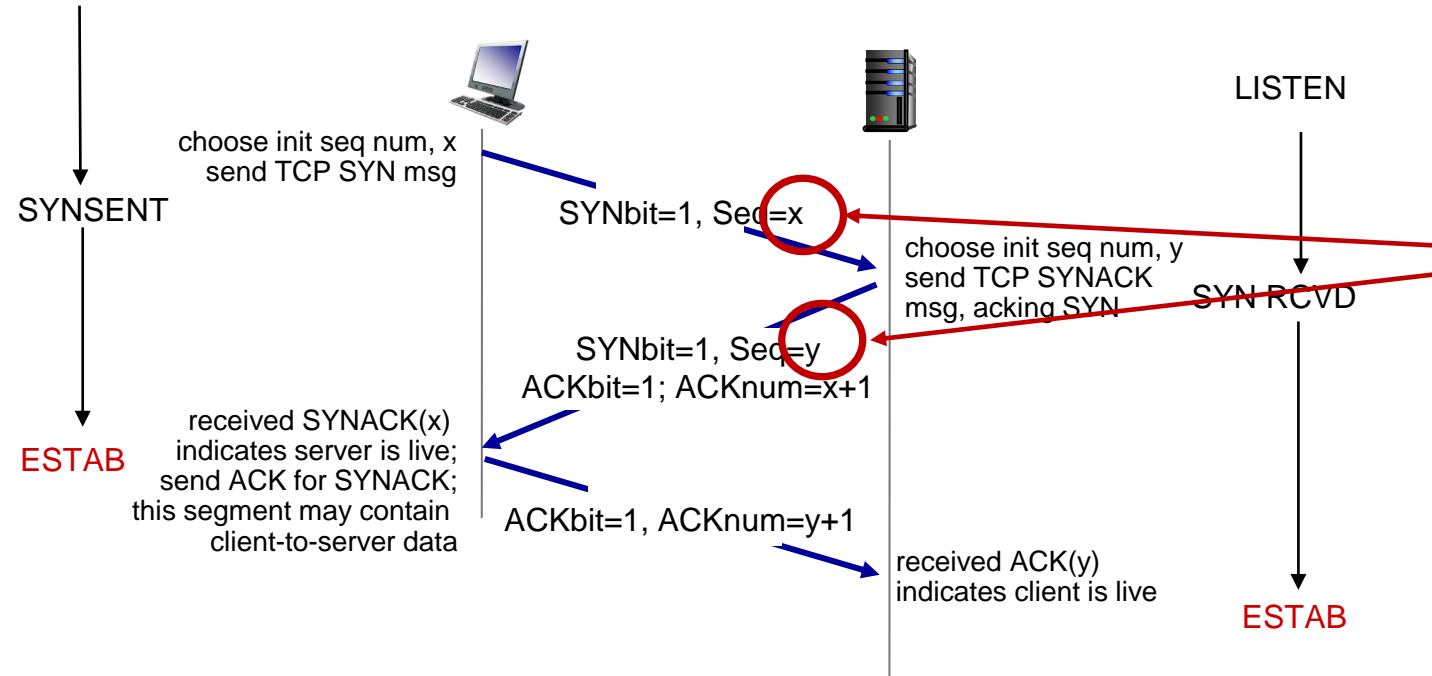 LISTEN
choose init seq num, x
send TCP SYN msg
SYNSENT
SYNbit=1, Seq=x
choose init seq num, y
send TCP SYNACK
msg, acking SYN
SYN RCVD
SYNbit=1, Seq=y
ACKbit=1; ACKnum=x+1
received SYNACK(x)
indicates server is live;
send ACK for SYNACK;
this segment may contain
client-to-server data
ESTAB
ACKbit=1, ACKnum=y+1
received ACK(y)
indicates client is live
ESTAB